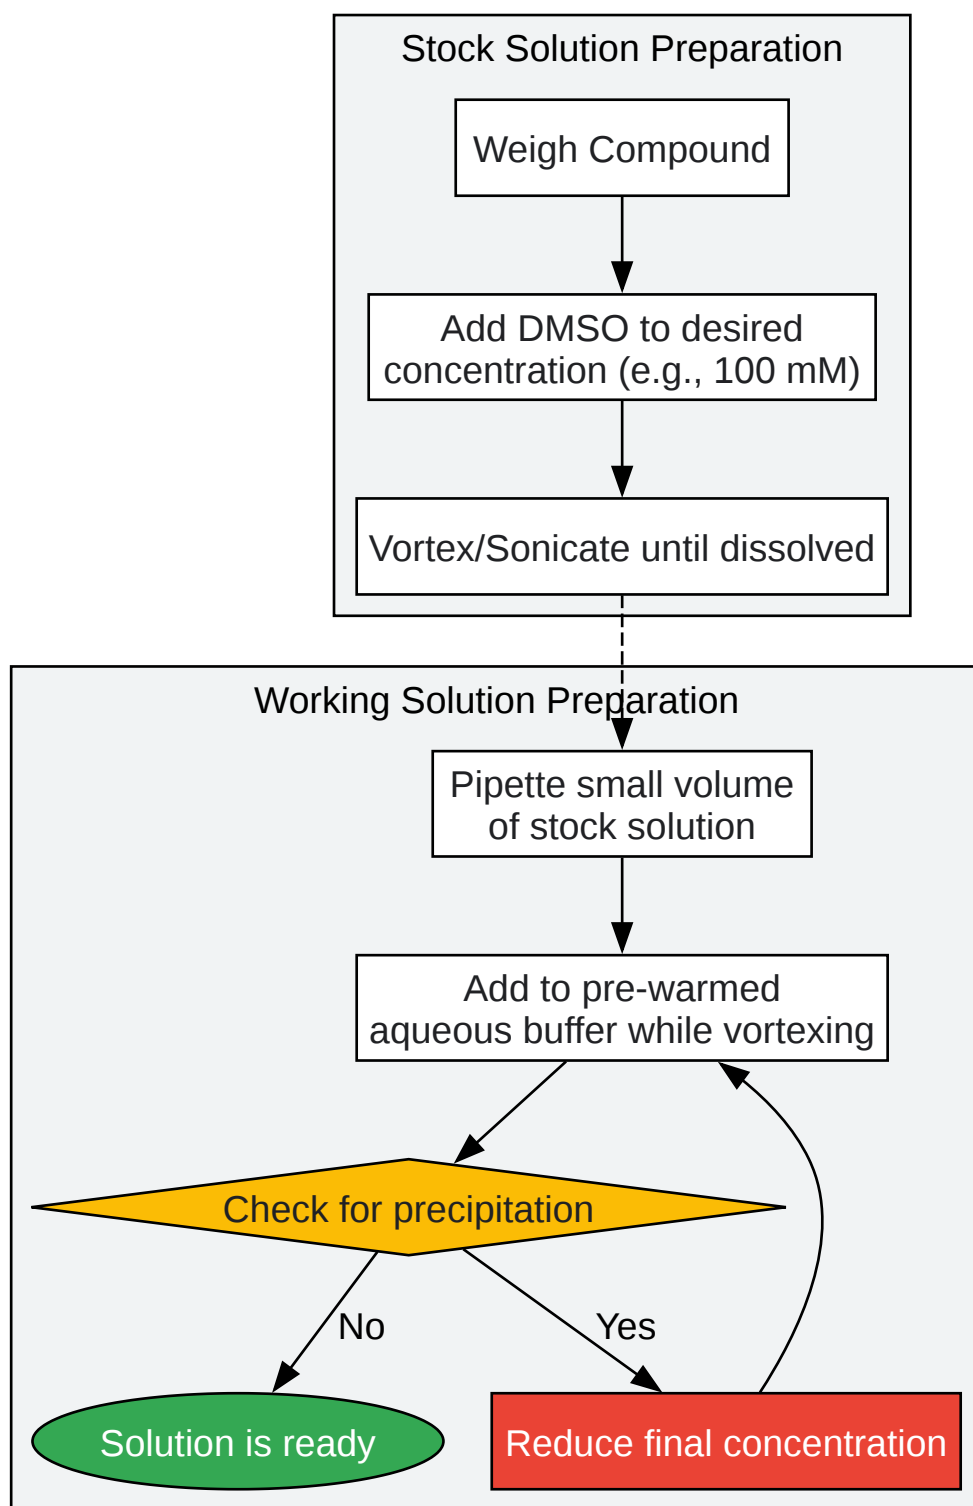 Stock Solution Preparation
Weigh Compound
Add DMSO to desired
concentration (e.g., 100 mM)
Vortex/Sonicate until dissolved
Working Solution Preparation
Pipette small volume
of stock solution
Add to pre-warmed
aqueous buffer while vortexing
Check for precipitation
No
Yes
Solution is ready
Reduce final concentration